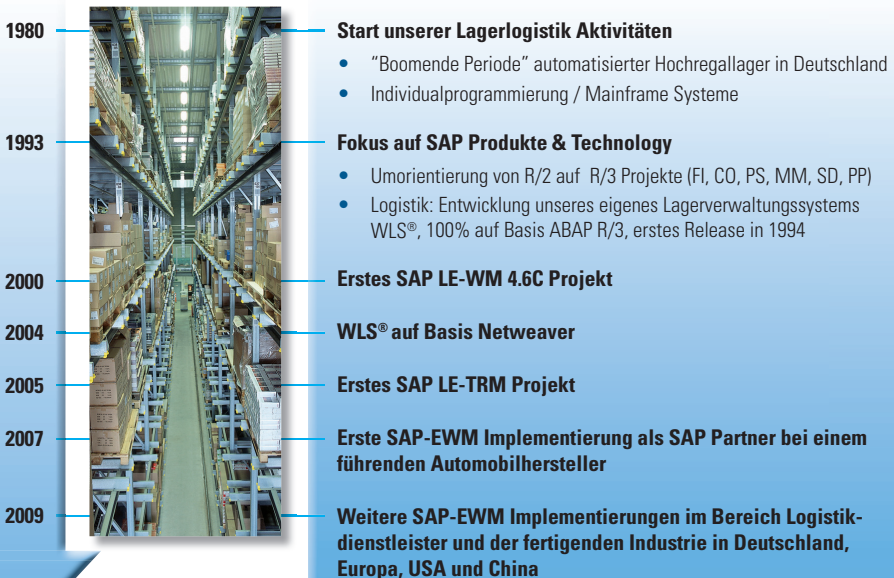 1980
Start unserer Lagerlogistik Aktivitäten
• “Boomende Periode” automatisierter Hochregallager in Deutschland
• Individualprogrammierung / Mainframe Systeme
1993
Fokus auf SAP Produkte & Technology
• Umorientierung von R/2 auf R/3 Projekte (FI, CO, PS, MM, SD, PP)
• Logistik: Entwicklung unseres eigenes Lagerverwaltungssystems
WLS®, 100% auf Basis ABAP R/3, erstes Release in 1994
2000
Erstes SAP LE-WM 4.6C Projekt
2004
WLS® auf Basis Netweaver
2005
Erstes SAP LE-TRM Projekt
2007
Erste SAP-EWM Implementierung als SAP Partner bei einem
führenden Automobilhersteller
2009
Weitere SAP-EWM Implementierungen im Bereich Logistik-
dienstleister und der fertigenden Industrie in Deutschland,
Europa, USA und China